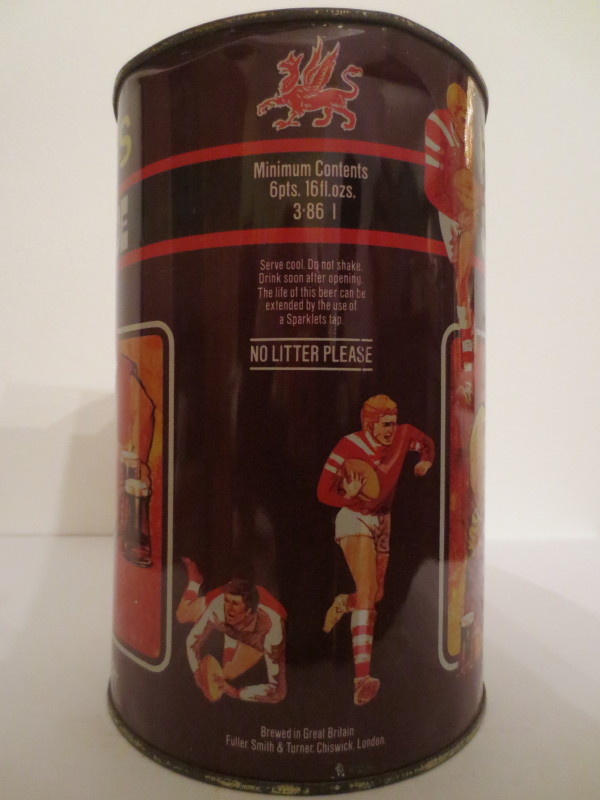 S
E
Minimum Contents
6pts. 16fl.ozs.
3·86 l
Serve cool. Do not shake.
Drink soon after opening.
The life of this beer can be
extended by the use of
a Sparklets tap.
NO LITTER PLEASE
Brewed in Great Britain
Fuller, Smith & Turner, Chiswick, London.